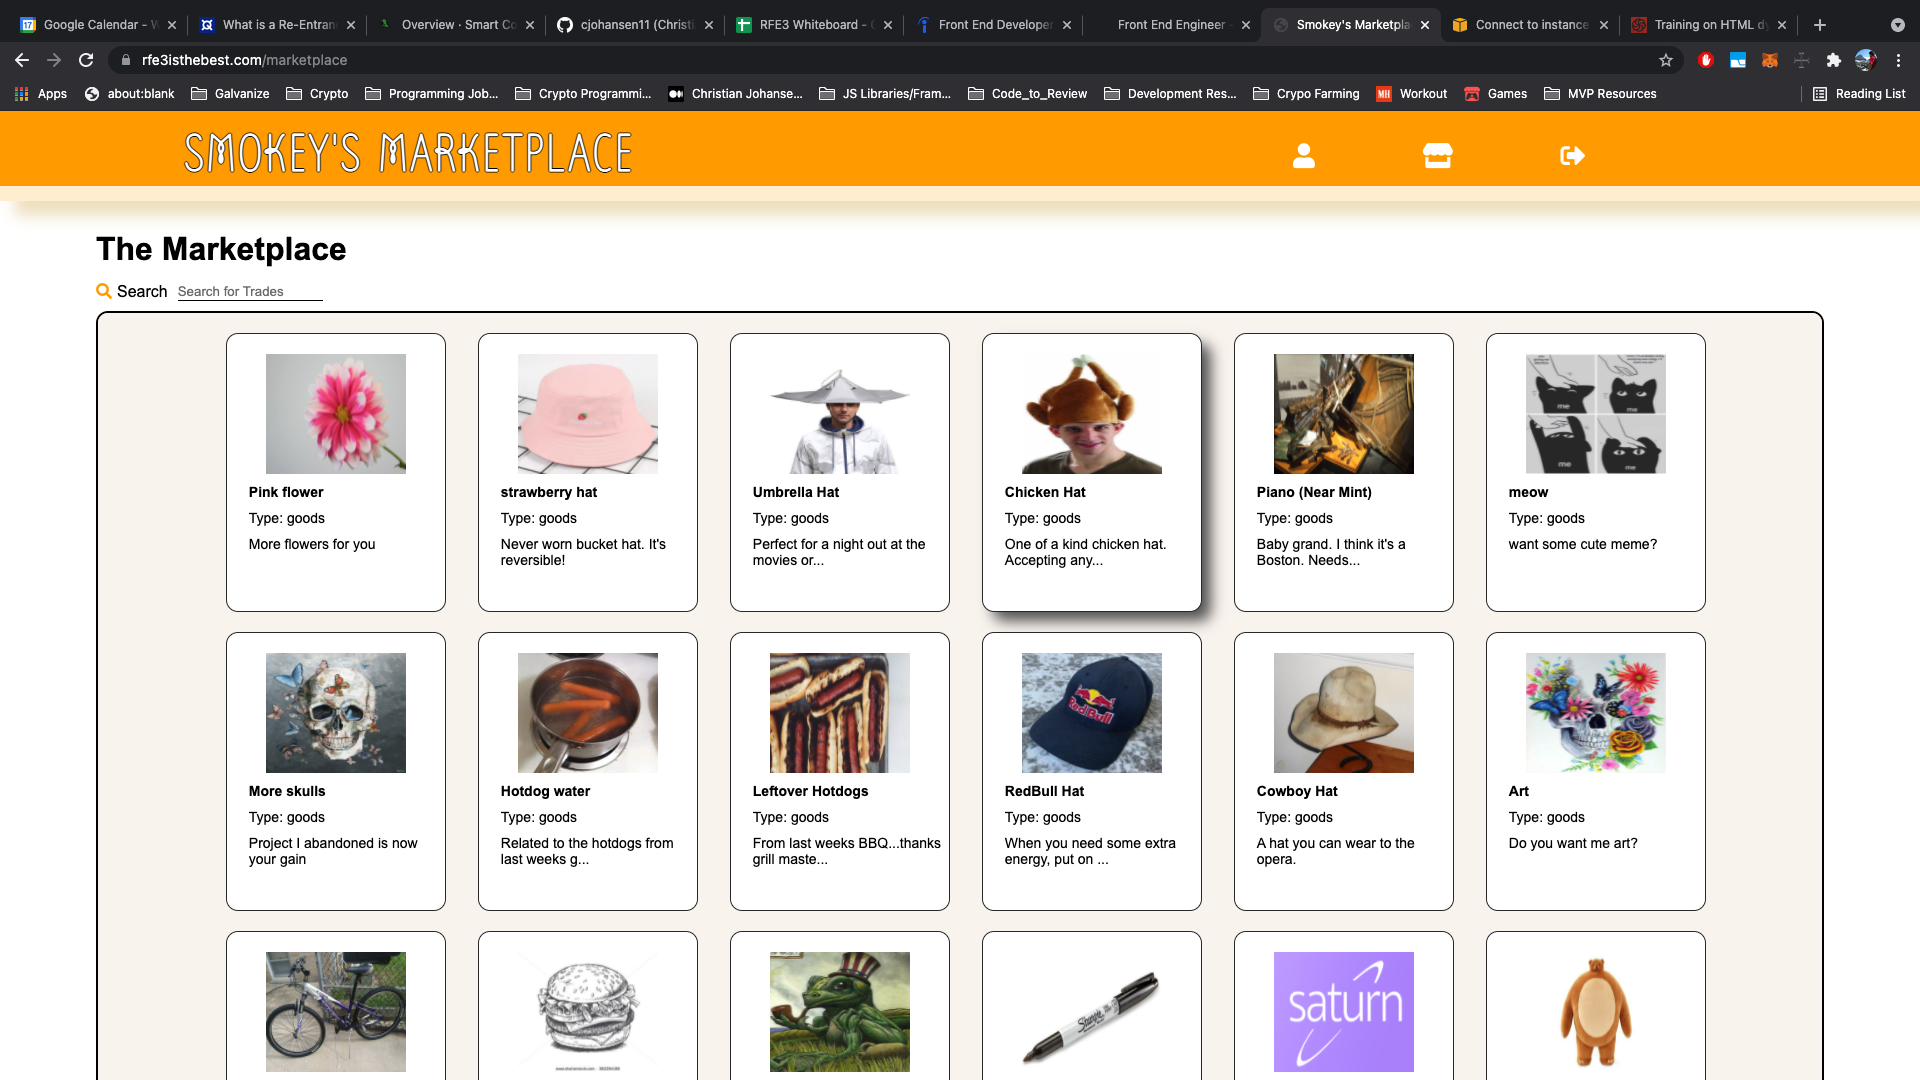 Google Calendar - W
What is a Re-Entran
Overview · Smart Co
cjohansen11 (Christi
RFE3 Whiteboard - G
Front End Developer
Front End Engineer -
Smokey's Marketpla
Connect to instance
Training on HTML dy
rfe3isthebest.com/marketplace
Apps
about:blank
Galvanize
Crypto
Programming Job...
Crypto Programmi...
Christian Johanse...
JS Libraries/Fram...
Code_to_Review
Development Res...
Crypo Farming
MH Workout
Games
MVP Resources
Reading List
SMOKEY'S MARKETPLACE
The Marketplace
Search Search for Trades
Pink flower
Type: goods
More flowers for you
strawberry hat
Type: goods
Never worn bucket hat. It's
reversible!
Umbrella Hat
Type: goods
Perfect for a night out at the
movies or...
Chicken Hat
Type: goods
One of a kind chicken hat.
Accepting any...
Piano (Near Mint)
Type: goods
Baby grand. I think it's a
Boston. Needs...
me
me
me
me
meow
Type: goods
want some cute meme?
More skulls
Type: goods
Project I abandoned is now
your gain
Hotdog water
Type: goods
Related to the hotdogs from
last weeks g...
Leftover Hotdogs
Type: goods
From last weeks BBQ...thanks
grill maste...
RedBull
RedBull Hat
Type: goods
When you need some extra
energy, put on ...
Cowboy Hat
Type: goods
A hat you can wear to the
opera.
Art
Type: goods
Do you want me art?
Sharpie
saturn